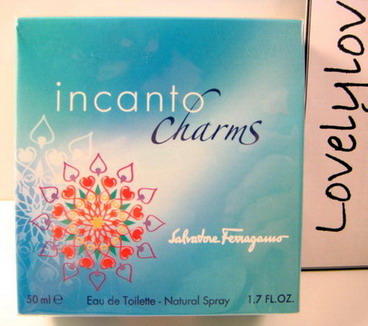 incanto
charms
Salvatore Ferragamo
50 ml e
Eau de Toilette - Natural Spray
1.7 FL.OZ.
LovelyLov